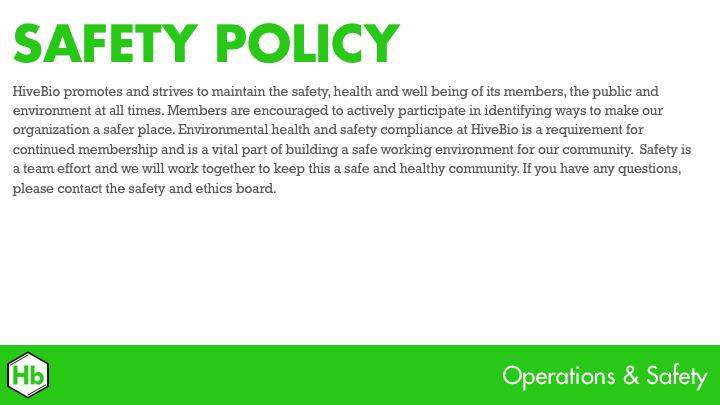 SAFETY POLICY
HiveBio promotes and strives to maintain the safety, health and well being of its members, the public and
environment at all times. Members are encouraged to actively participate in identifying ways to make our
organization a safer place. Environmental health and safety compliance at HiveBio is a requirement for
continued membership and is a vital part of building a safe working environment for our community.  Safety is
a team effort and we will work together to keep this a safe and healthy community. If you have any questions,
please contact the safety and ethics board.
Hb
Operations & Safety